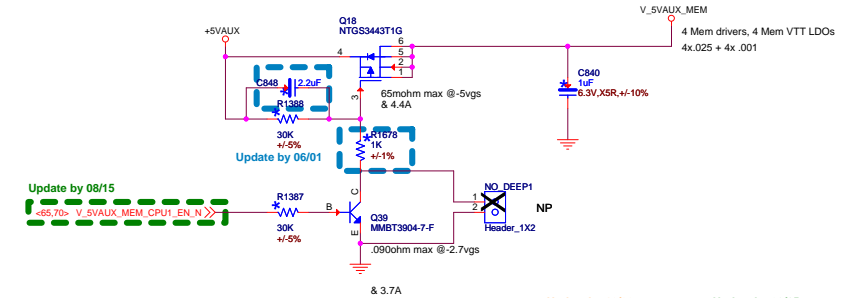 V_5VAUX_MEM
+5VAUX
Q18
NTGS3443T1G
4 Mem drivers, 4 Mem VTT LDOs
4x.025 + 4x .001
4
6
5
2
1
3
C848
2.2uF
C840
1uF
6.3V,X5R,+/-10%
65mohm max @-5vgs
& 4.4A
R1388
30K
+/-5%
R1678
1K
+/-1%
Update by 06/01
Update by 08/15
<65,70> V_5VAUX_MEM_CPU1_EN_N
R1387
30K
+/-5%
B
C
E
Q39
MMBT3904-7-F
NO_DEEP1
1
2
NP
Header_1X2
.090ohm max @-2.7vgs
& 3.7A